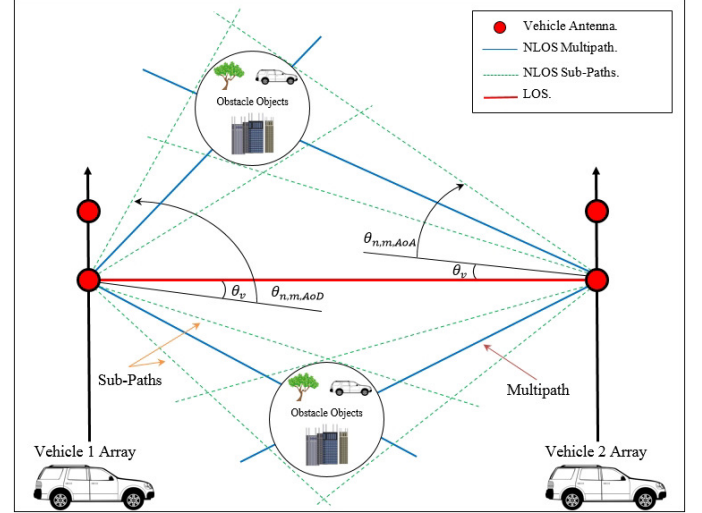 Vehicle Antenna.
NLOS Multipath.
NLOS Sub-Paths.
LOS.
Obstacle Objects
θn,m,AoA
θv
θv
θn,m,AoD
Sub-Paths
Multipath
Obstacle Objects
Vehicle 1 Array
Vehicle 2 Array